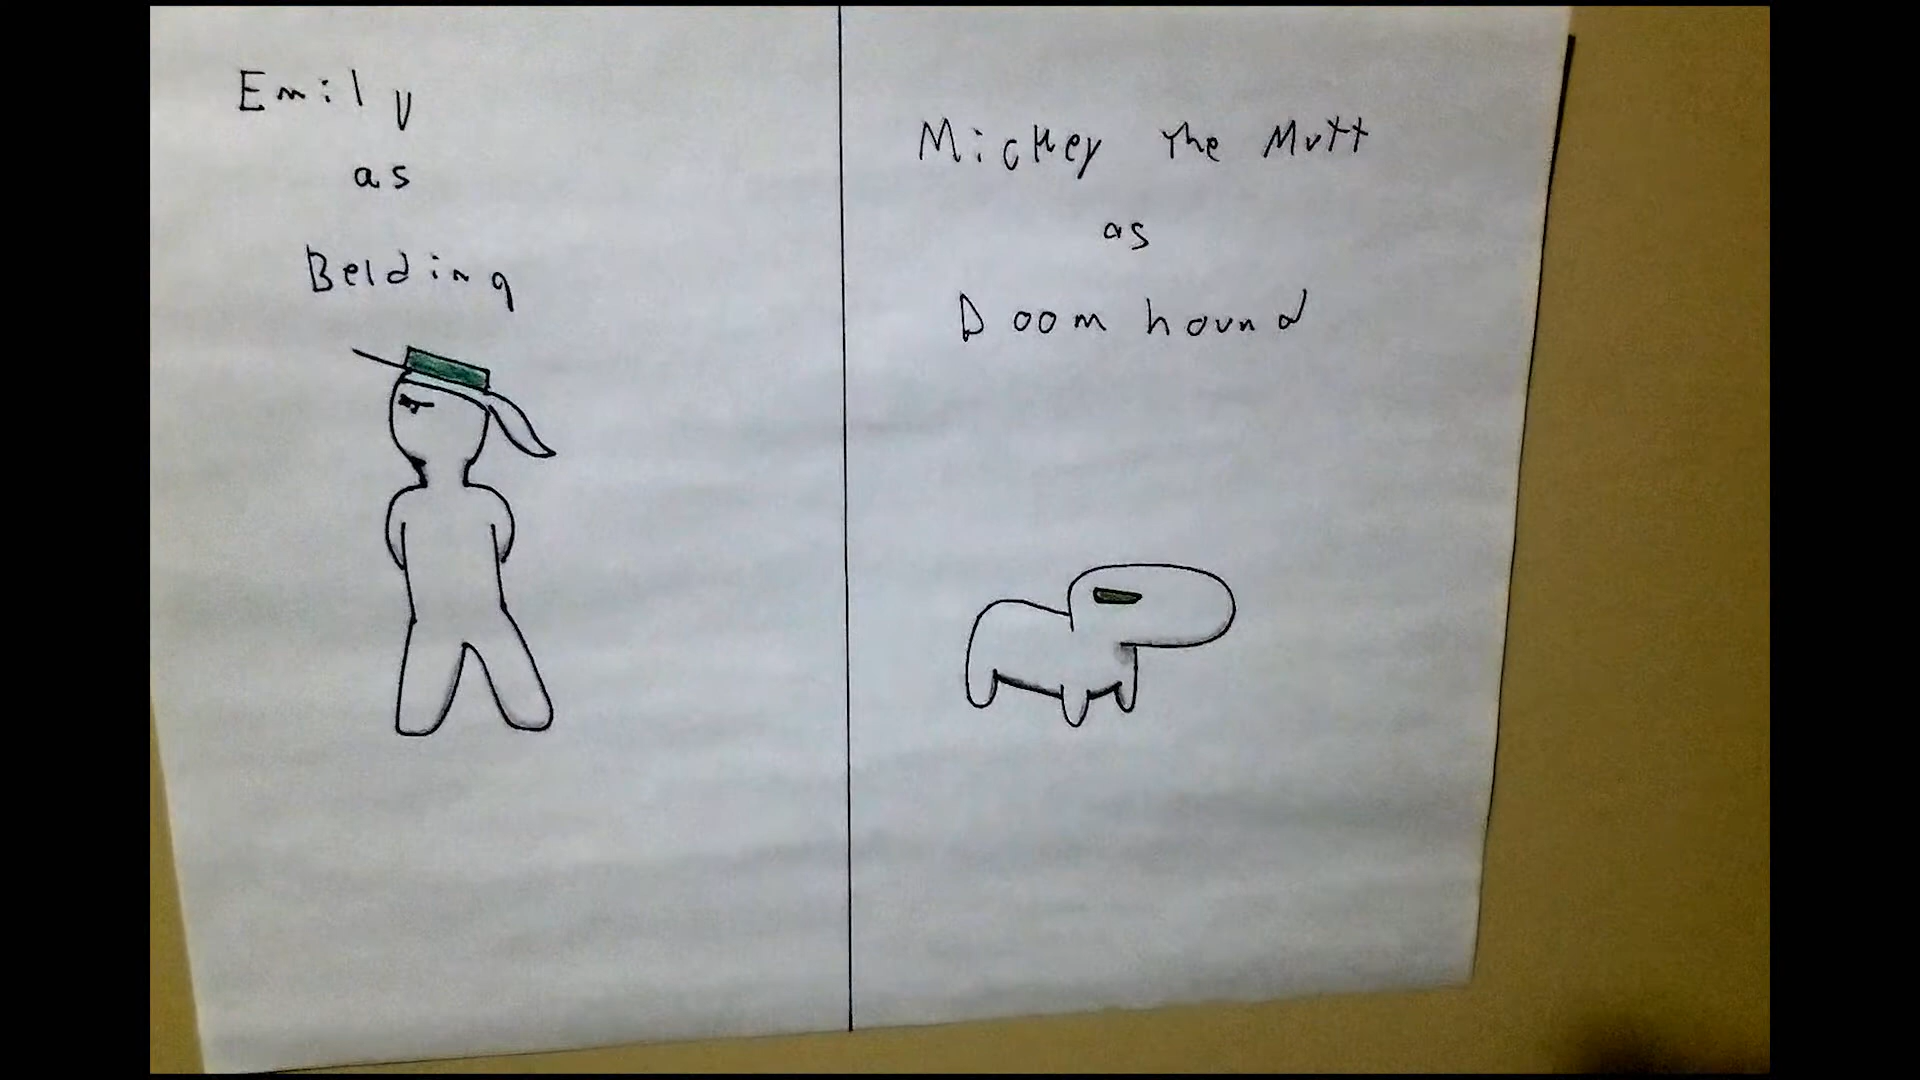 Emily
as
Belding
Mickey The Mutt
as
Doom hound